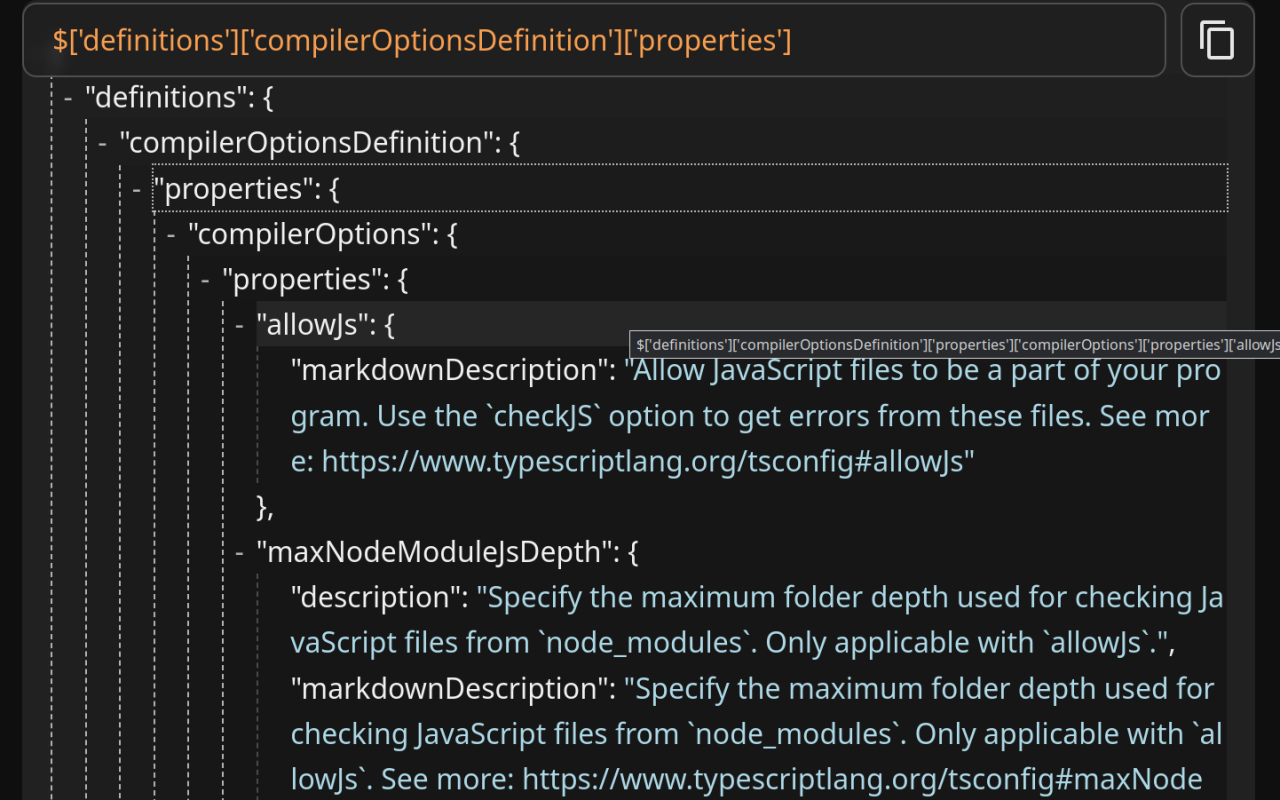 $['definitions']['compilerOptionsDefinition']['properties']
- "definitions": {
- "compilerOptionsDefinition": {
- "properties": {
- "compilerOptions": {
- "properties": {
- "allowJs": {
$['definitions']['compilerOptionsDefinition']['properties']['compilerOptions']['properties']['allowJs
"markdownDescription": "Allow JavaScript files to be a part of your pro
gram. Use the `checkJS` option to get errors from these files. See mor
e: https://www.typescriptlang.org/tsconfig#allowJs"
},
- "maxNodeModuleJsDepth": {
"description": "Specify the maximum folder depth used for checking Ja
vaScript files from `node_modules`. Only applicable with `allowJs`.",
"markdownDescription": "Specify the maximum folder depth used for
checking JavaScript files from `node_modules`. Only applicable with `al
lowJs`. See more: https://www.typescriptlang.org/tsconfig#maxNode